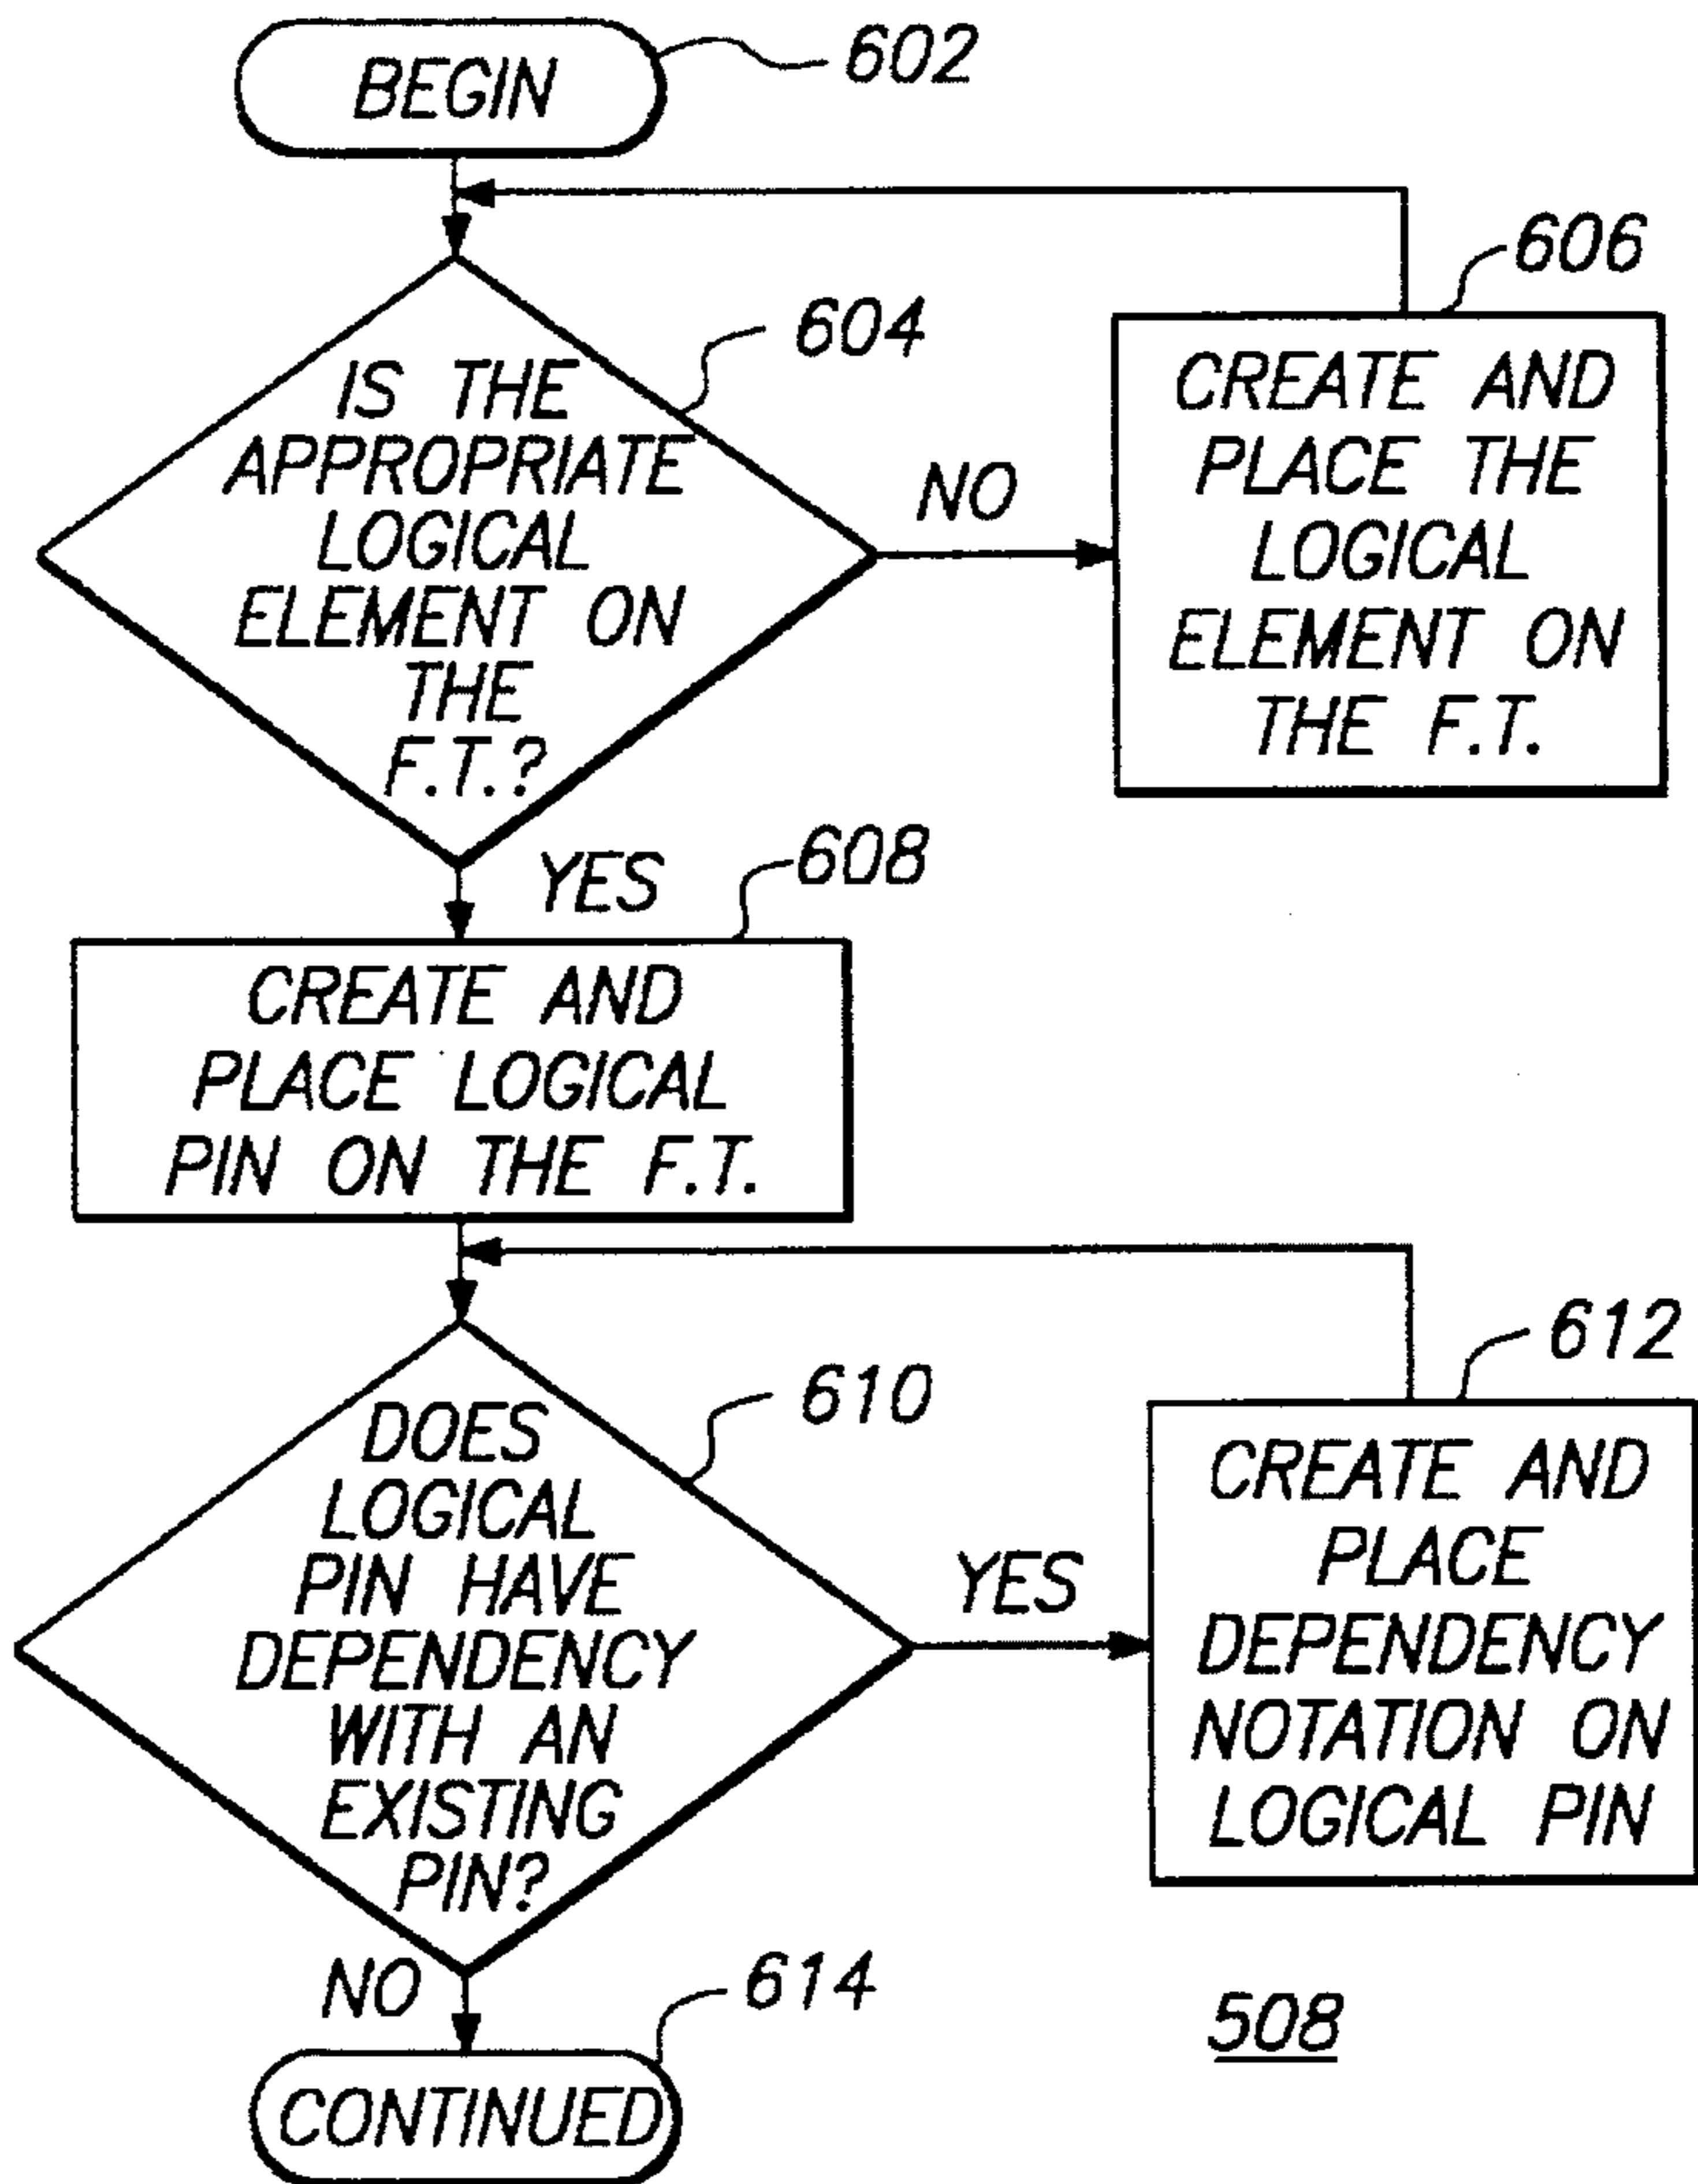 BEGIN
602
IS THE
APPROPRIATE
LOGICAL
ELEMENT ON
THE
F.T.?
604
NO
CREATE AND
PLACE THE
LOGICAL
ELEMENT ON
THE F.T.
606
YES
608
CREATE AND
PLACE LOGICAL
PIN ON THE F.T.
DOES
LOGICAL
PIN HAVE
DEPENDENCY
WITH AN
EXISTING
PIN?
610
YES
CREATE AND
PLACE
DEPENDENCY
NOTATION ON
LOGICAL PIN
612
NO
614
CONTINUED
508